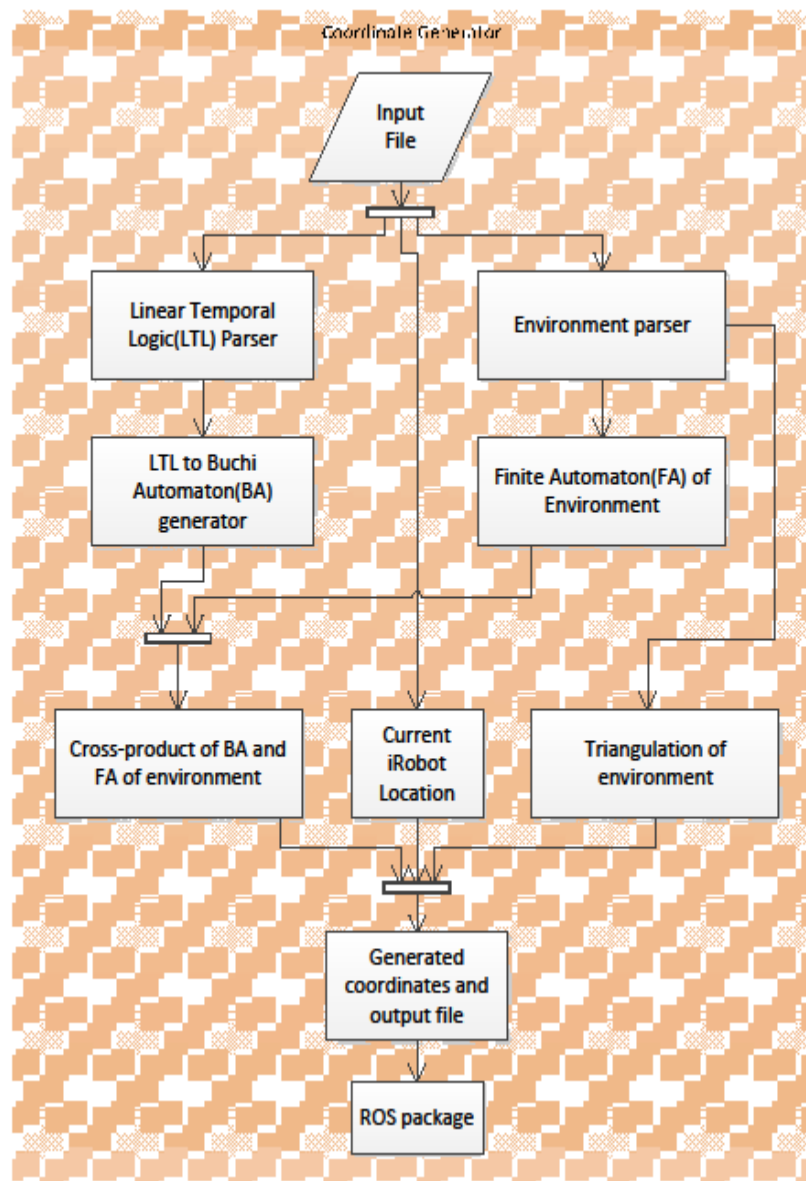 Coordinate Generator
Input
File
Linear Temporal
Logic(LTL) Parser
Environment parser
LTL to Buchi
Automaton(BA)
generator
Finite Automaton(FA) of
Environment
Cross-product of BA and
FA of environment
Current
iRobot
Location
Triangulation of
environment
Generated
coordinates and
output file
ROS package